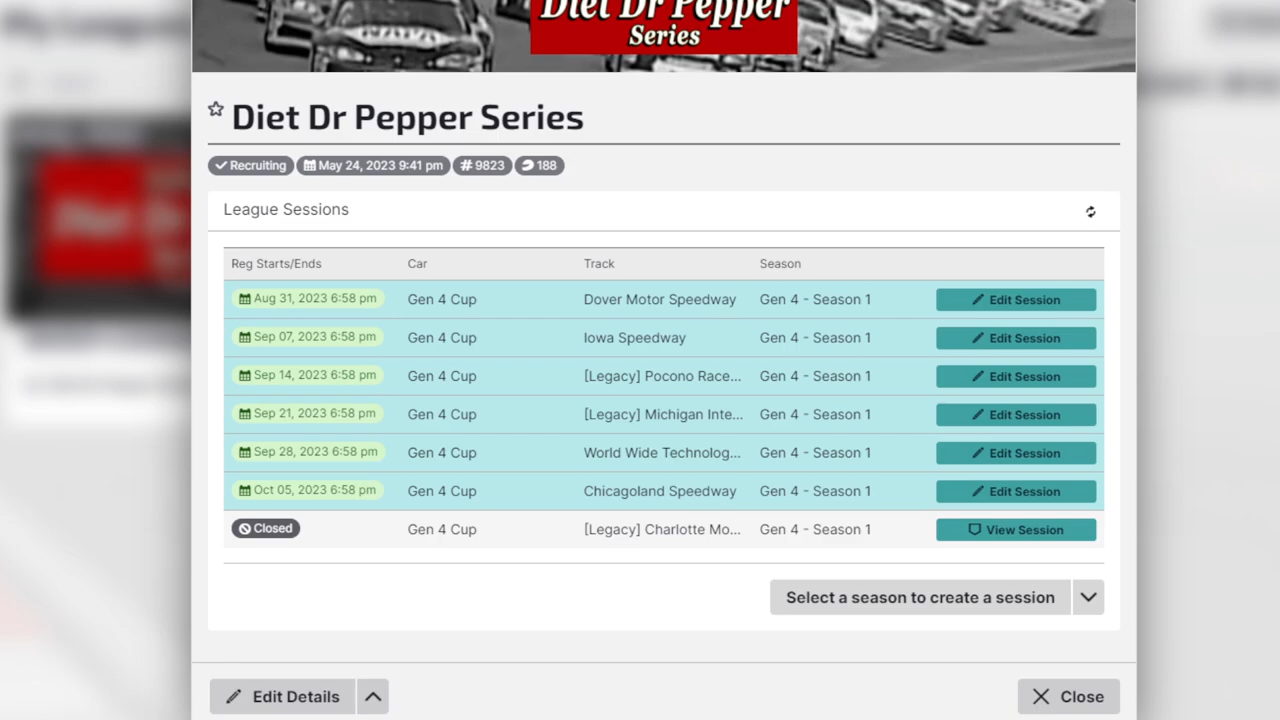 Diet Dr Pepper
Series
Diet Dr Pepper Series
Recruiting May 24, 2023 9:41 pm #9823 188
League Sessions
Reg Starts/Ends Car Track Season
Aug 31, 2023 6:58 pm Gen 4 Cup Dover Motor Speedway Gen 4 - Season 1 Edit Session
Sep 07, 2023 6:58 pm Gen 4 Cup Iowa Speedway Gen 4 - Season 1 Edit Session
Sep 14, 2023 6:58 pm Gen 4 Cup [Legacy] Pocono Race... Gen 4 - Season 1 Edit Session
Sep 21, 2023 6:58 pm Gen 4 Cup [Legacy] Michigan Inte... Gen 4 - Season 1 Edit Session
Sep 28, 2023 6:58 pm Gen 4 Cup World Wide Technolog... Gen 4 - Season 1 Edit Session
Oct 05, 2023 6:58 pm Gen 4 Cup Chicagoland Speedway Gen 4 - Season 1 Edit Session
Closed Gen 4 Cup [Legacy] Charlotte Mo... Gen 4 - Season 1 View Session
Select a season to create a session
Edit Details Close